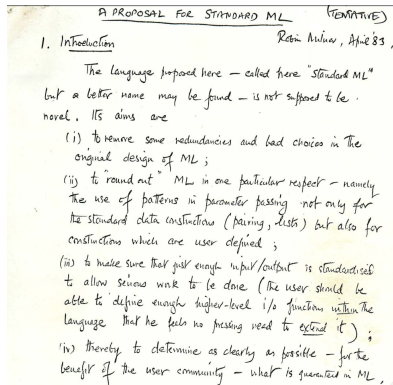 A PROPOSAL FOR STANDARD ML (TENTATIVE)
Robin Milner, April '83.
1. Introduction
The language proposed here – called here "Standard ML"
but a better name may be found – is not supposed to be
novel. Its aims are
(i) to remove some redundancies and bad choices in the
original design of ML;
(ii) to "round out" ML in one particular respect – namely
the use of patterns in parameter passing not only for
the standard data constructions (pairing, lists) but also for
constructions which are user defined;
(iii) to make sure that just enough input/output is standardised
to allow serious work to be done (the user should be
able to define enough higher-level i/o functions within the
language that he feels no pressing need to extend it);
(iv) thereby to determine as clearly as possible – for the
benefit of the user community – what is guaranteed in ML,